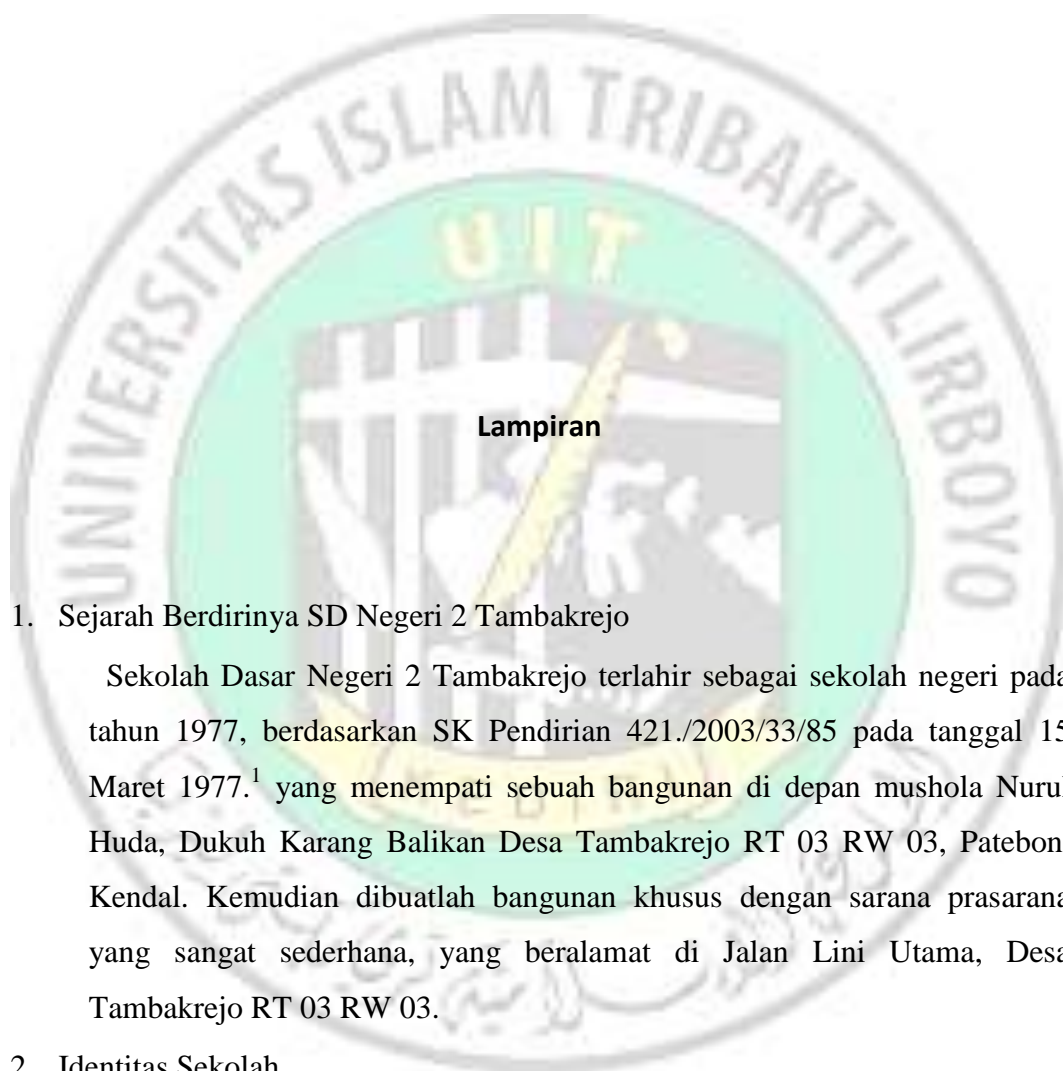 UNIVERSITAS ISLAM TRIBAKTI LIRBOYO
UIT
Lampiran
1. Sejarah Berdirinya SD Negeri 2 Tambakrejo
Sekolah Dasar Negeri 2 Tambakrejo terlahir sebagai sekolah negeri pada
tahun 1977, berdasarkan SK Pendirian 421./2003/33/85 pada tanggal 15
Maret 1977.¹ yang menempati sebuah bangunan di depan mushola Nurul
Huda, Dukuh Karang Balikan Desa Tambakrejo RT 03 RW 03, Patebon
Kendal. Kemudian dibuatlah bangunan khusus dengan sarana prasarana
yang sangat sederhana, yang beralamat di Jalan Lini Utama, Desa
Tambakrejo RT 03 RW 03.
2. Identitas Sekolah